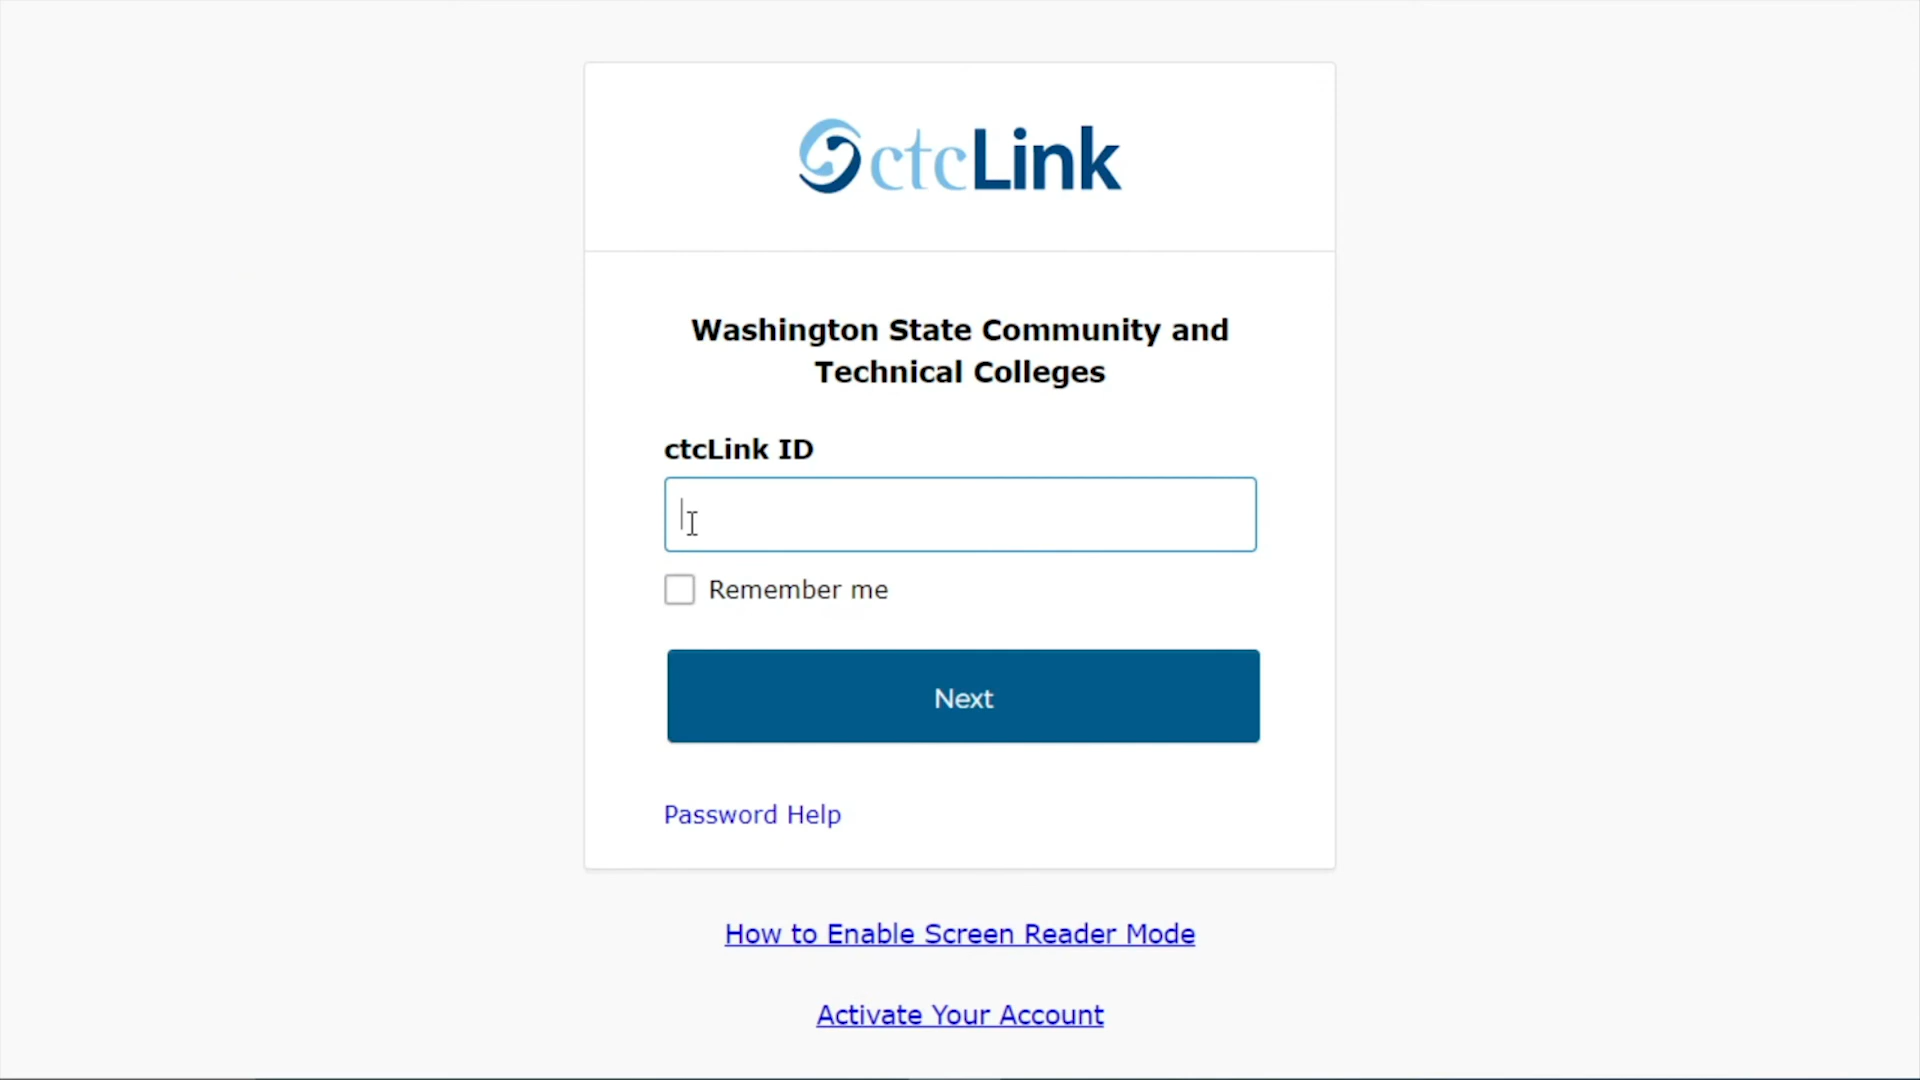 ctcLink
Washington State Community and
Technical Colleges
ctcLink ID
Remember me
Next
Password Help
How to Enable Screen Reader Mode
Activate Your Account